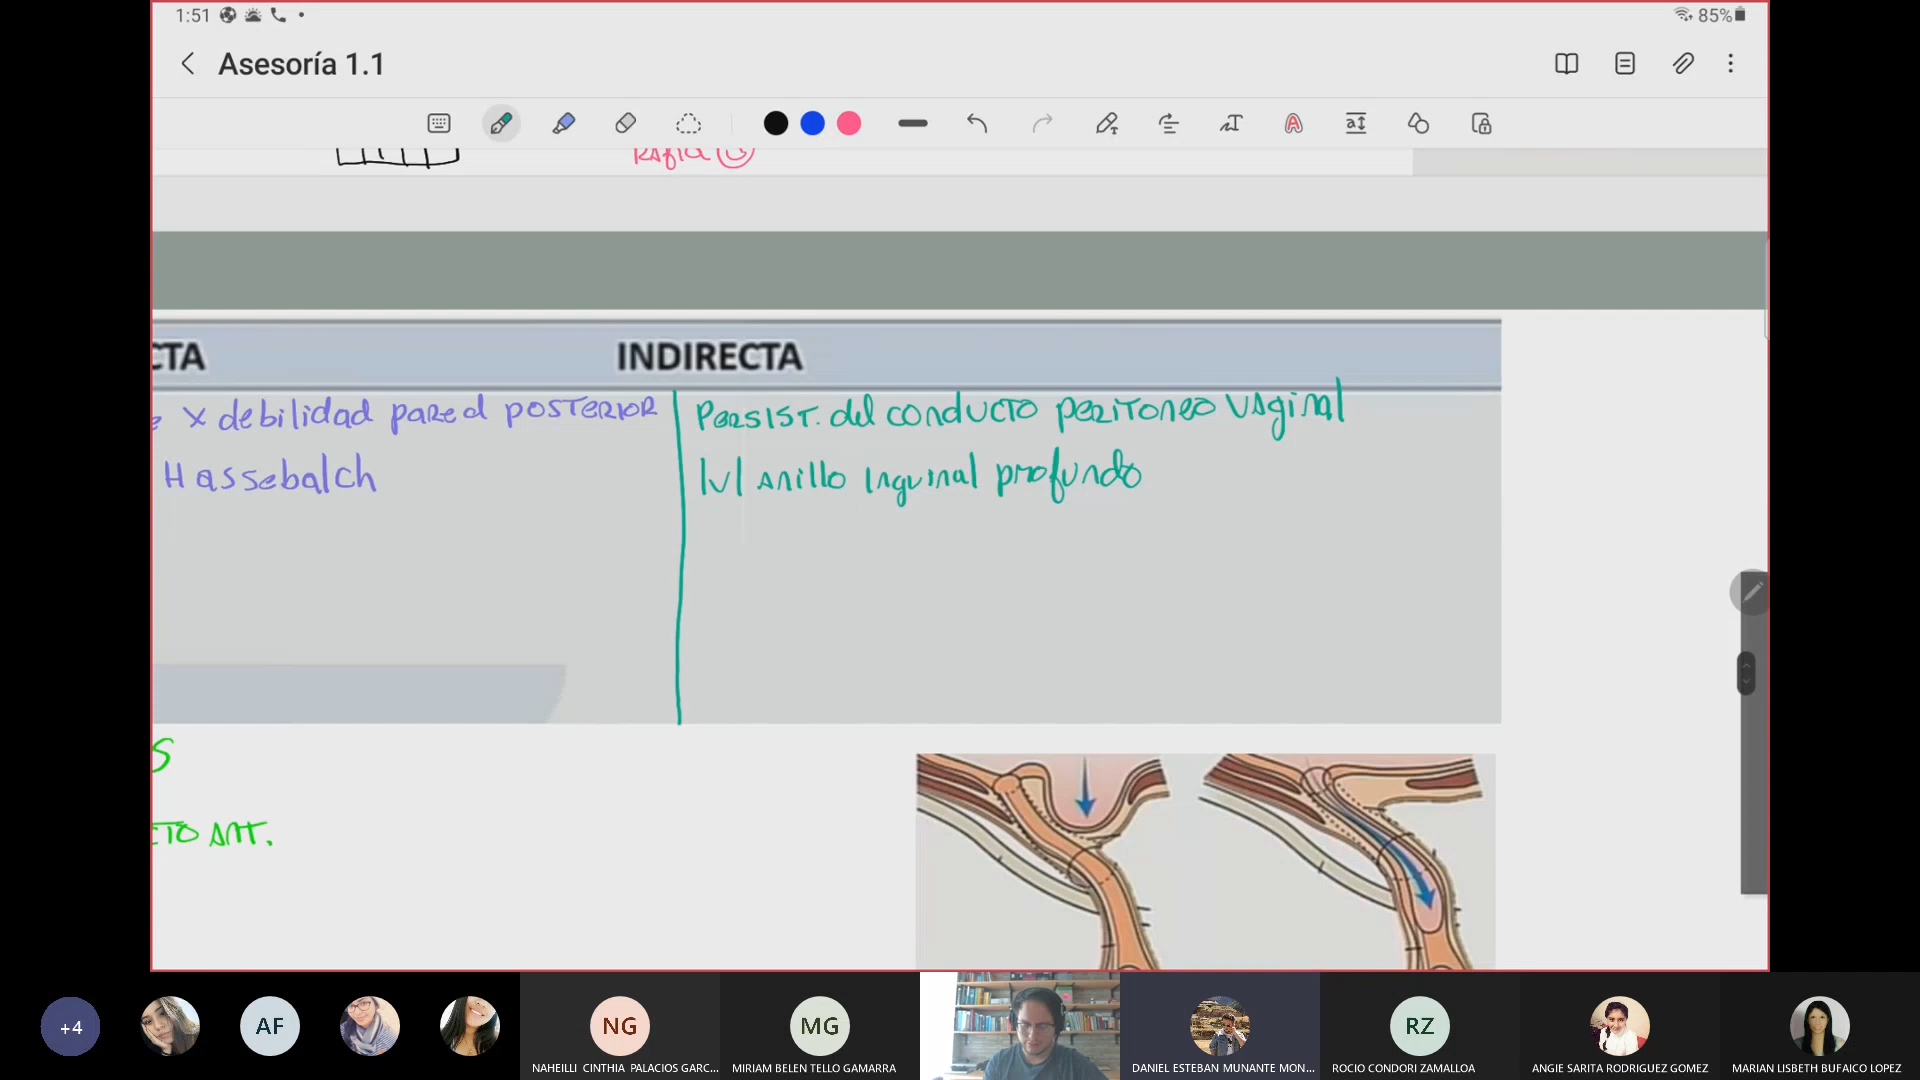 1:51
85%
Asesoría 1.1
CTA
INDIRECTA
e x debilidad pared posterior
Persist. del conducto peritoneo vaginal
Hassebalch
lvl anillo inguinal profundo
S
CTO ANT.
+4
AF
NG
MG
RZ
NAHEILLI CINTHIA PALACIOS GARC...
MIRIAM BELEN TELLO GAMARRA
DANIEL ESTEBAN MUNANTE MON...
ROCIO CONDORI ZAMALLOA
ANGIE SARITA RODRIGUEZ GOMEZ
MARIAN LISBETH BUFAICO LOPEZ